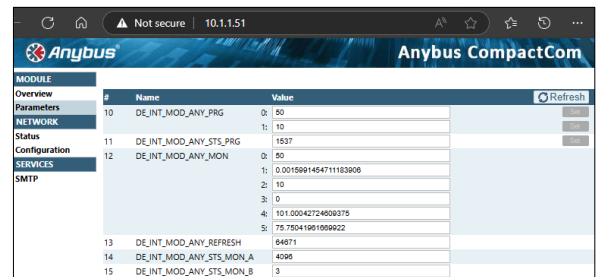 Not secure 10.1.1.51
Anybus® Anybus CompactCom
MODULE
Overview
Parameters
NETWORK
Status
Configuration
SERVICES
SMTP
# Name Value Refresh
10 DE_INT_MOD_ANY_PRG 0: 50 Set
1: 10 Set
11 DE_INT_MOD_ANY_STS_PRG 1537 Set
12 DE_INT_MOD_ANY_MON 0: 50
1: 0.0015991454711183906
2: 10
3: 0
4: 101.00042724609375
5: 75.75041961669922
13 DE_INT_MOD_ANY_REFRESH 64671
14 DE_INT_MOD_ANY_STS_MON_A 4096
15 DE_INT_MOD_ANY_STS_MON_B 3